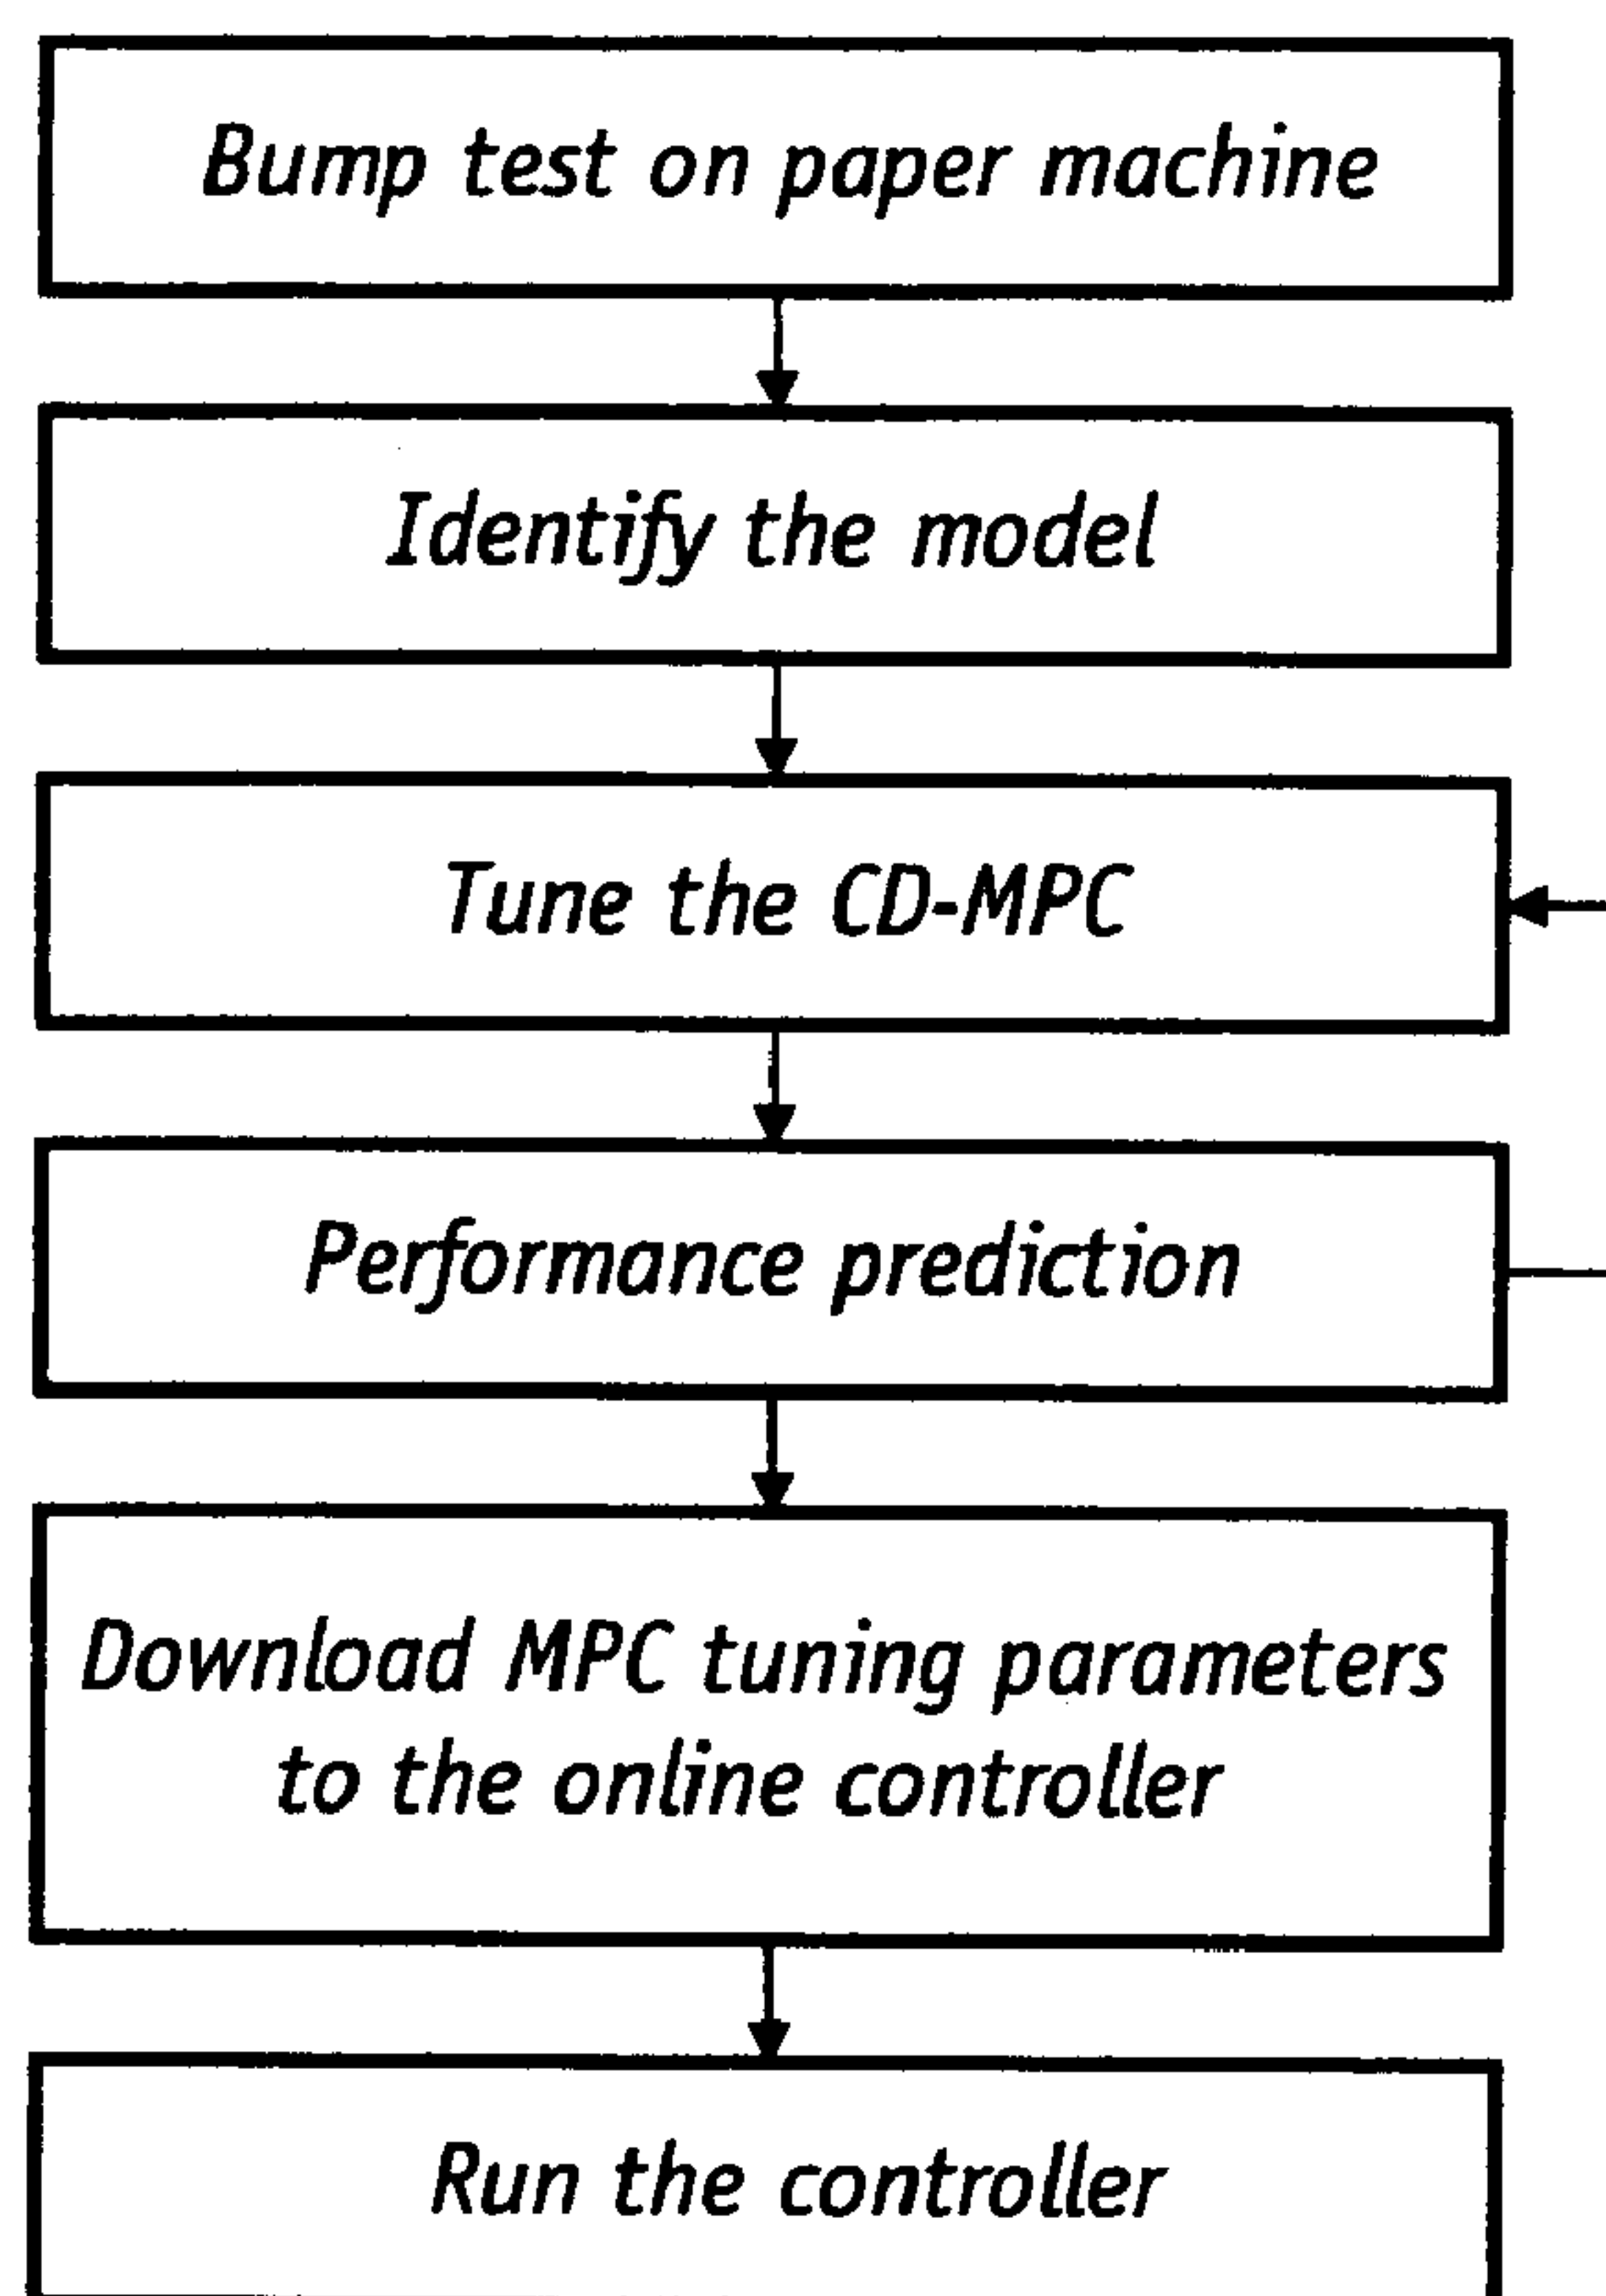 Bump test on paper machine
Identify the model
Tune the CD-MPC
Performance prediction
Download MPC tuning parameters
to the online controller
Run the controller